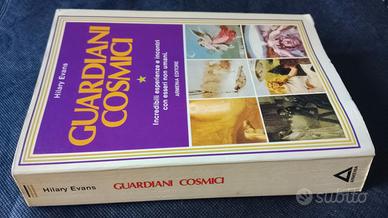 Hilary Evans
GUARDIANI
COSMICI
Incredibili esperienze e incontri
con esseri non umani.
ARMENIA EDITORE
Hilary Evans
GUARDIANI COSMICI
subito